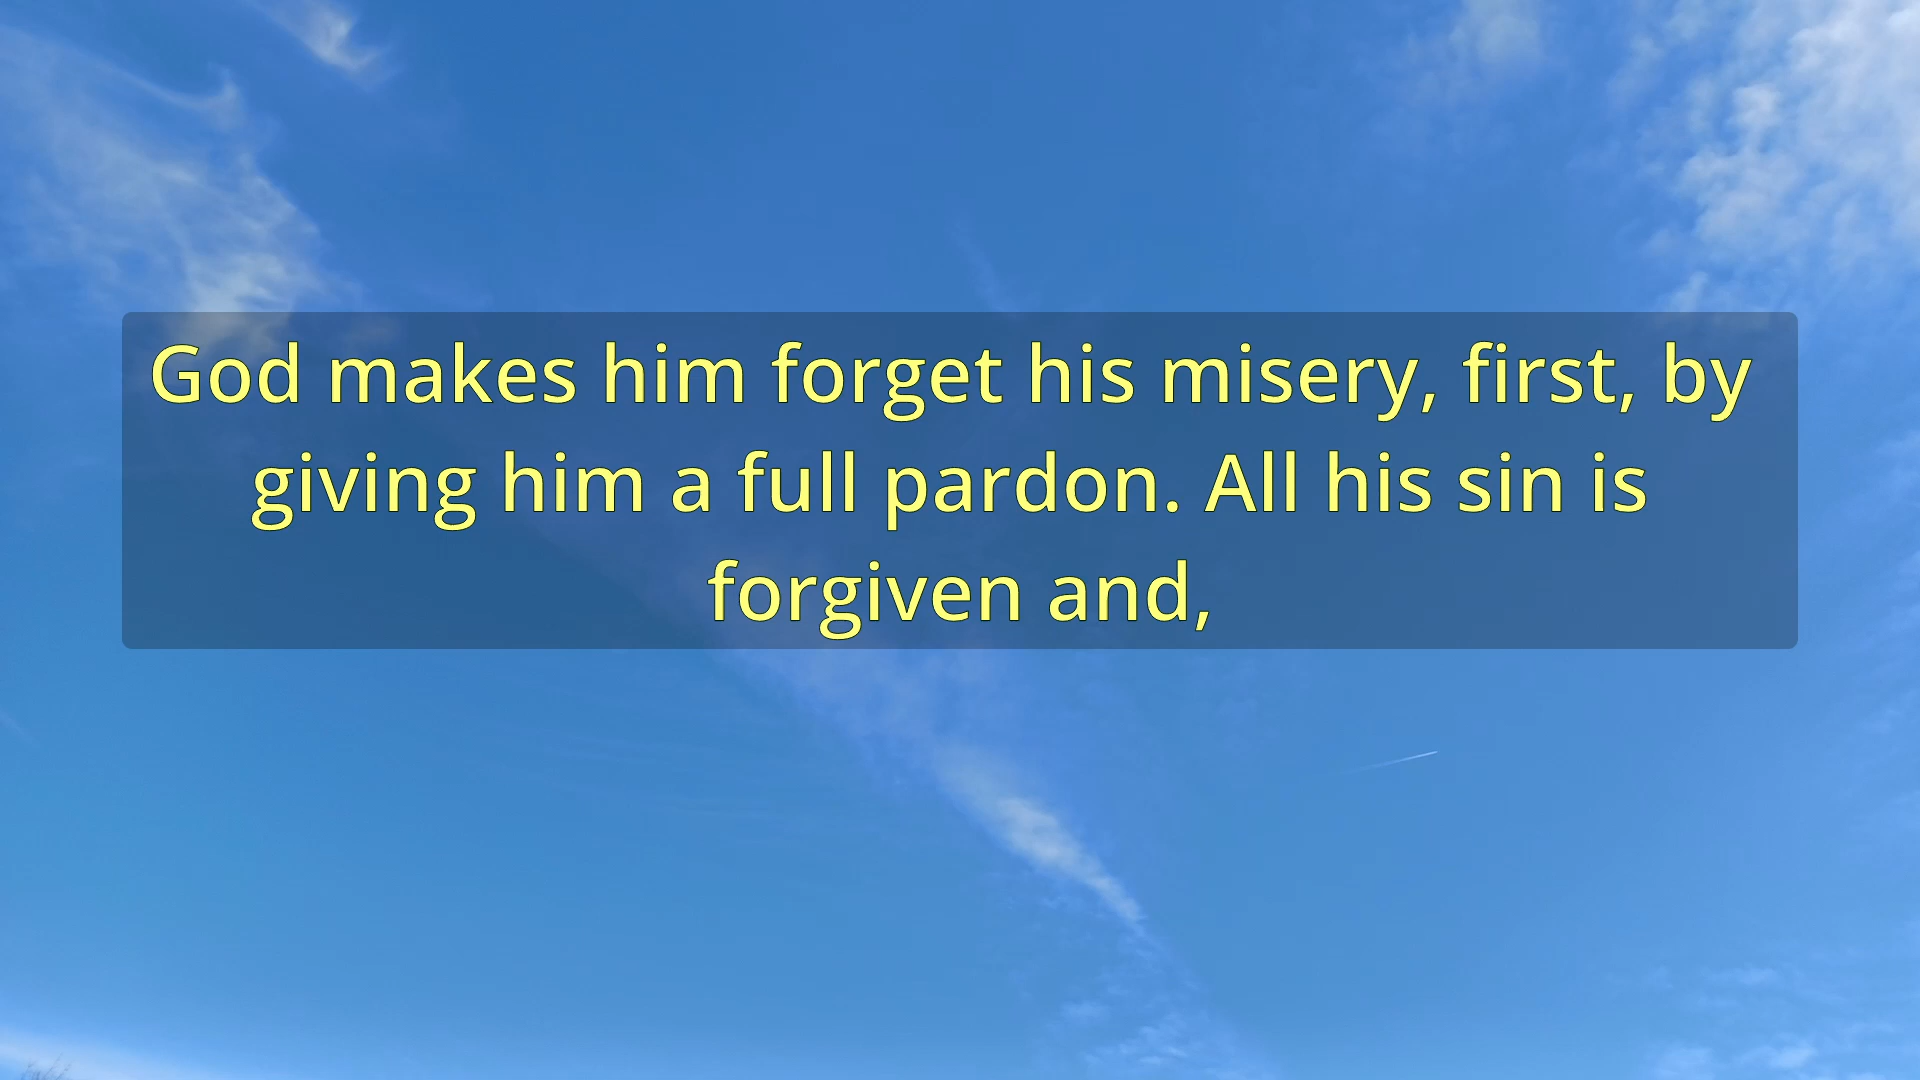 God makes him forget his misery, first, by
giving him a full pardon. All his sin is
forgiven and,